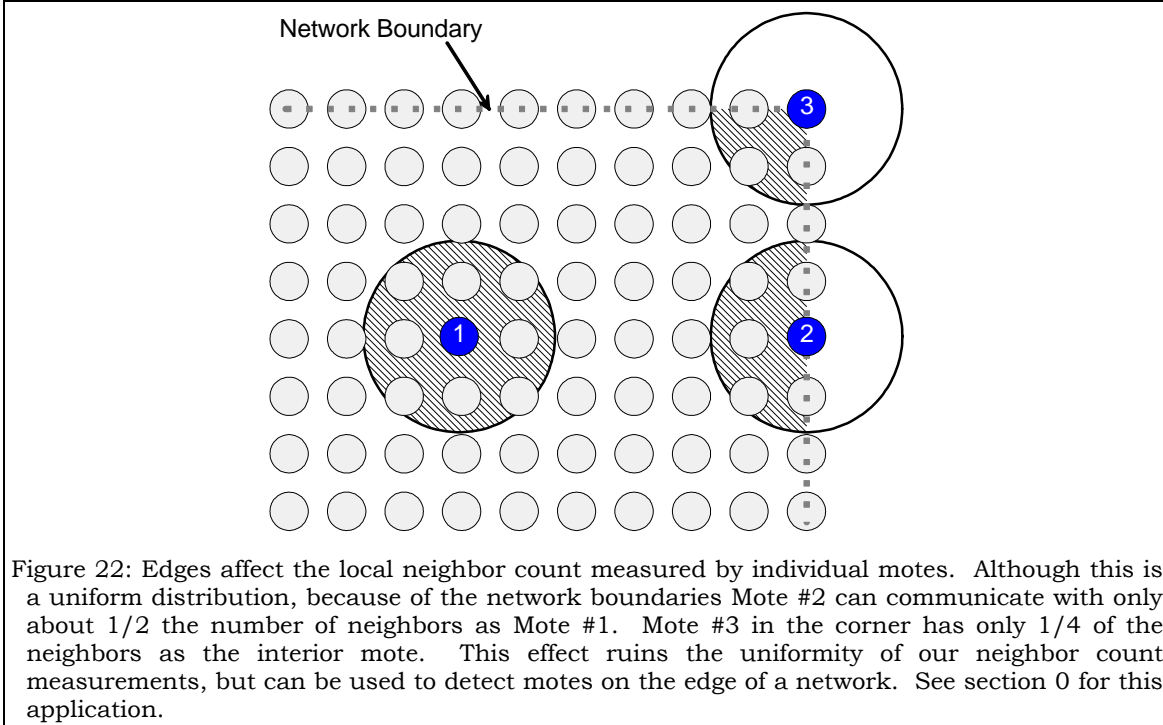 Network Boundary
3
1
2
Figure 22: Edges affect the local neighbor count measured by individual motes. Although this is
a uniform distribution, because of the network boundaries Mote #2 can communicate with only
about 1/2 the number of neighbors as Mote #1. Mote #3 in the corner has only 1/4 of the
neighbors as the interior mote. This effect ruins the uniformity of our neighbor count
measurements, but can be used to detect motes on the edge of a network. See section 0 for this
application.